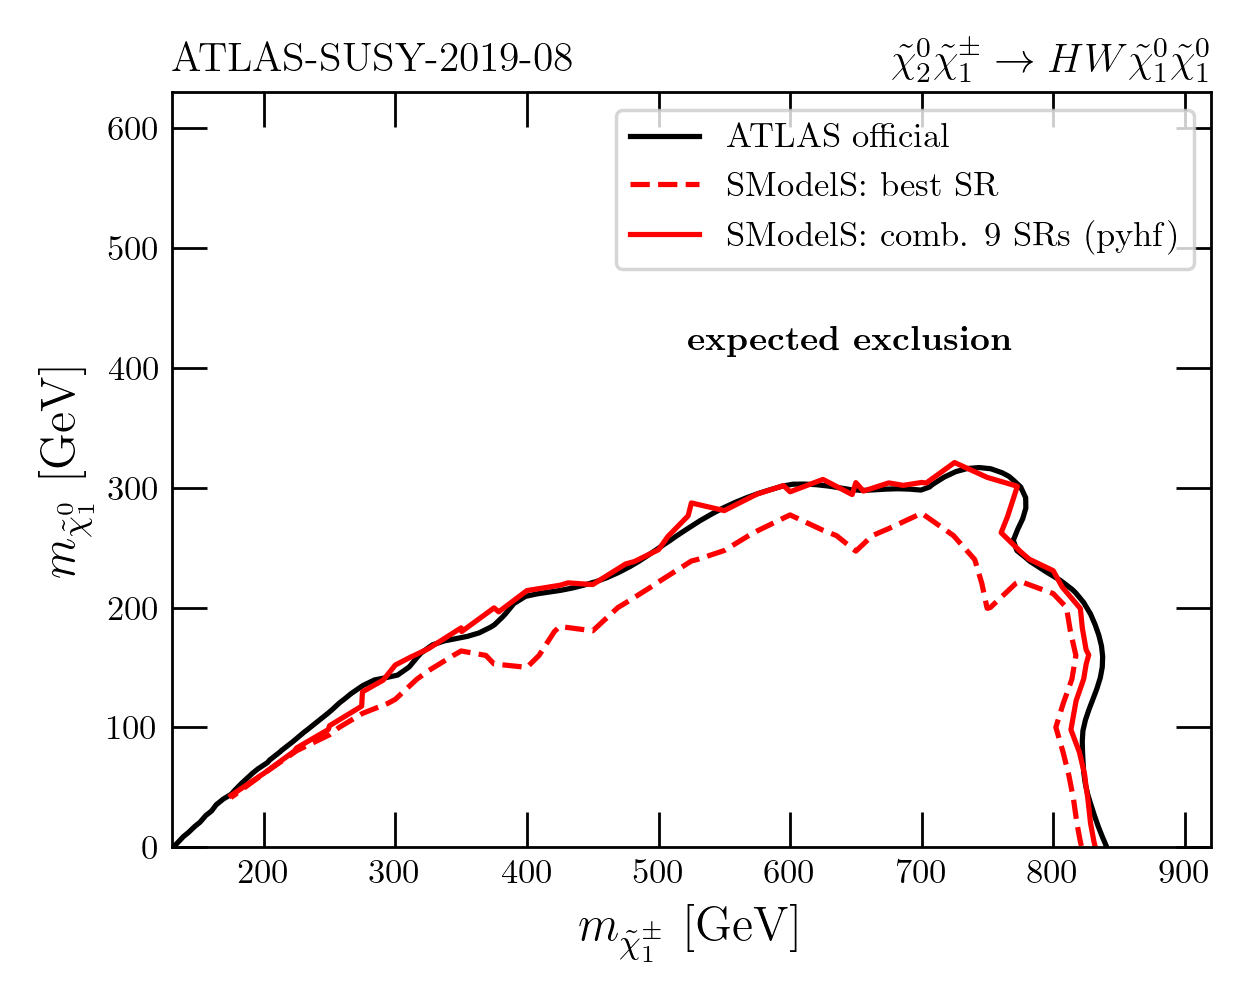 ATLAS-SUSY-2019-08
χ̃⁰₂χ̃±₁ → HWχ̃⁰₁χ̃⁰₁
ATLAS official
SModelS: best SR
SModelS: comb. 9 SRs (pyhf)
expected exclusion
600
500
400
300
200
100
0
m_χ̃⁰₁ [GeV]
200 300 400 500 600 700 800 900
m_χ̃±₁ [GeV]